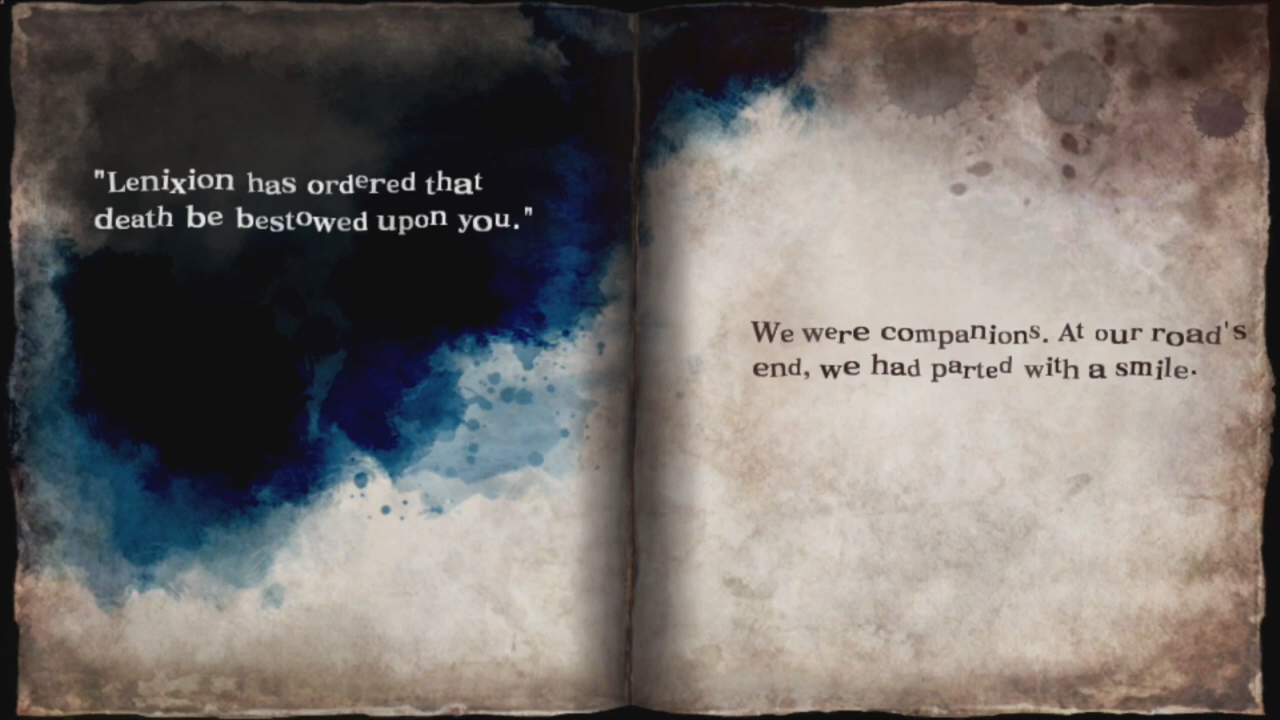 "Lenixion has ordered that
death be bestowed upon you."
We were companions. At our road's
end, we had parted with a smile.